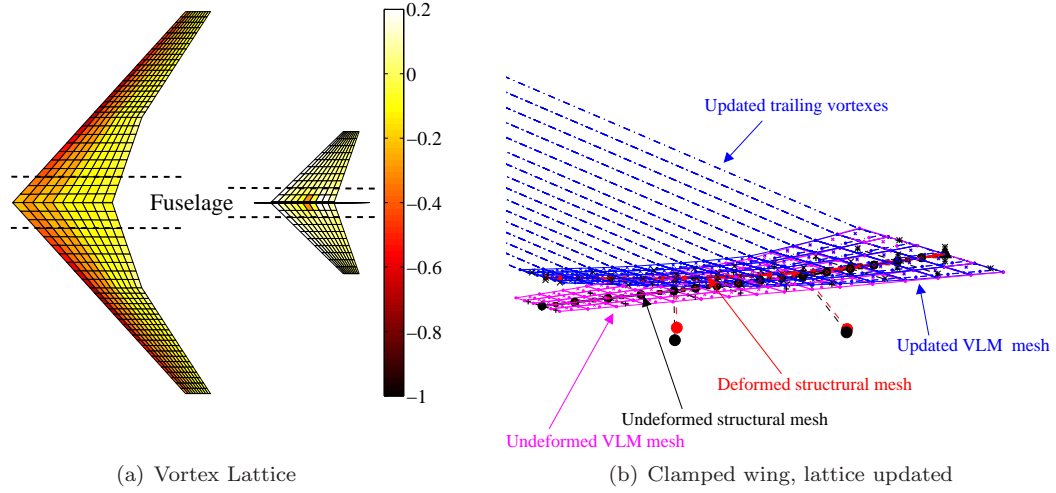 0.2
0
−0.2
−0.4
−0.6
−0.8
−1
Fuselage
Updated trailing vortexes
Updated VLM mesh
Deformed structrural mesh
Undeformed structural mesh
Undeformed VLM mesh
(a) Vortex Lattice
(b) Clamped wing, lattice updated